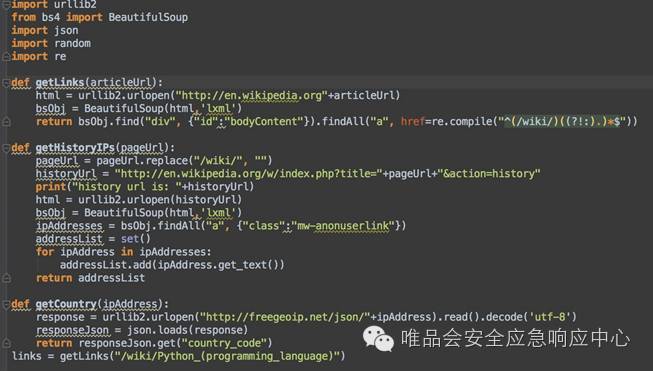 import urllib2
from bs4 import BeautifulSoup
import json
import random
import re
def getLinks(articleUrl):
    html = urllib2.urlopen("http://en.wikipedia.org"+articleUrl)
    bsObj = BeautifulSoup(html,'lxml')
    return bsObj.find("div", {"id":"bodyContent"}).findAll("a", href=re.compile("^(/wiki/)((?!:).)*$"))
def getHistoryIPs(pageUrl):
    pageUrl = pageUrl.replace("/wiki/", "")
    historyUrl = "http://en.wikipedia.org/w/index.php?title="+pageUrl+"&action=history"
    print("history url is: "+historyUrl)
    html = urllib2.urlopen(historyUrl)
    bsObj = BeautifulSoup(html,'lxml')
    ipAddresses = bsObj.findAll("a", {"class":"mw-anonuserlink"})
    addressList = set()
    for ipAddress in ipAddresses:
        addressList.add(ipAddress.get_text())
    return addressList
def getCountry(ipAddress):
    response = urllib2.urlopen("http://freegeoip.net/json/"+ipAddress).read().decode('utf-8')
    responseJson = json.loads(response)
    return responseJson.get("country_code")
links = getLinks("/wiki/Python_(programming_language)")
唯品会安全应急响应中心